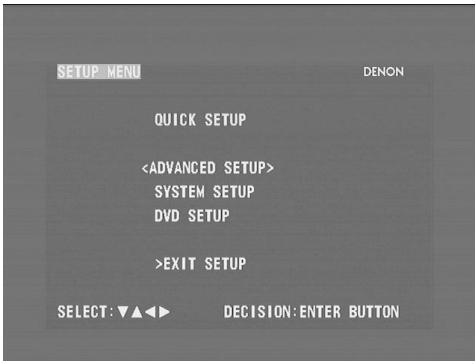 SETUP MENU DENON
QUICK SETUP
<ADVANCED SETUP>
SYSTEM SETUP
DVD SETUP
>EXIT SETUP
SELECT:▼▲◀▶ DECISION:ENTER BUTTON